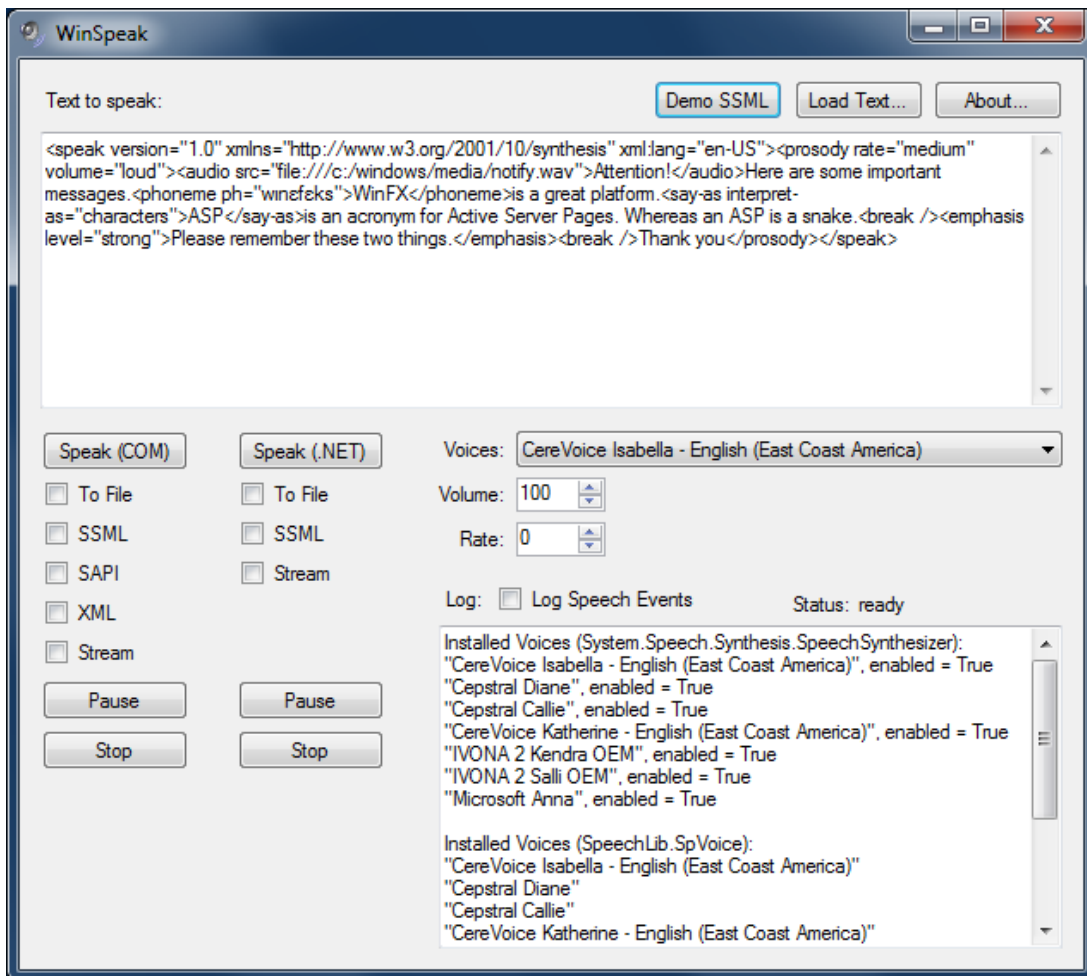 WinSpeak
Text to speak:
Demo SSML
Load Text...
About...
<speak version="1.0" xmlns="http://www.w3.org/2001/10/synthesis" xml:lang="en-US"><prosody rate="medium"
volume="loud"><audio src="file:///c:/windows/media/notify.wav">Attention!</audio>Here are some important
messages.<phoneme ph="wɪnɛfɛks">WinFX</phoneme>is a great platform.<say-as interpret-
as="characters">ASP</say-as>is an acronym for Active Server Pages. Whereas an ASP is a snake.<break /><emphasis
level="strong">Please remember these two things.</emphasis><break />Thank you</prosody></speak>
Speak (COM)
To File
SSML
SAPI
XML
Stream
Pause
Stop
Speak (.NET)
To File
SSML
Stream
Pause
Stop
Voices: CereVoice Isabella - English (East Coast America)
Volume: 100
Rate: 0
Log: Log Speech Events Status: ready
Installed Voices (System.Speech.Synthesis.SpeechSynthesizer):
"CereVoice Isabella - English (East Coast America)", enabled = True
"Cepstral Diane", enabled = True
"Cepstral Callie", enabled = True
"CereVoice Katherine - English (East Coast America)", enabled = True
"IVONA 2 Kendra OEM", enabled = True
"IVONA 2 Salli OEM", enabled = True
"Microsoft Anna", enabled = True
Installed Voices (SpeechLib.SpVoice):
"CereVoice Isabella - English (East Coast America)"
"Cepstral Diane"
"Cepstral Callie"
"CereVoice Katherine - English (East Coast America)"